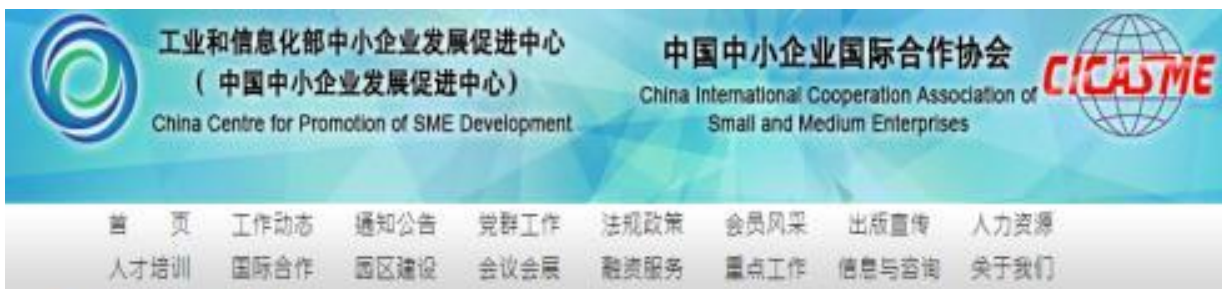 工业和信息化部中小企业发展促进中心
（ 中国中小企业发展促进中心）
China Centre for Promotion of SME Development
中国中小企业国际合作协会
China International Cooperation Association of
Small and Medium Enterprises
CICASME
首 页 工作动态 通知公告 党群工作 法规政策 会员风采 出版宣传 人力资源
人才培训 国际合作 园区建设 会议会展 融资服务 重点工作 信息与咨询 关于我们